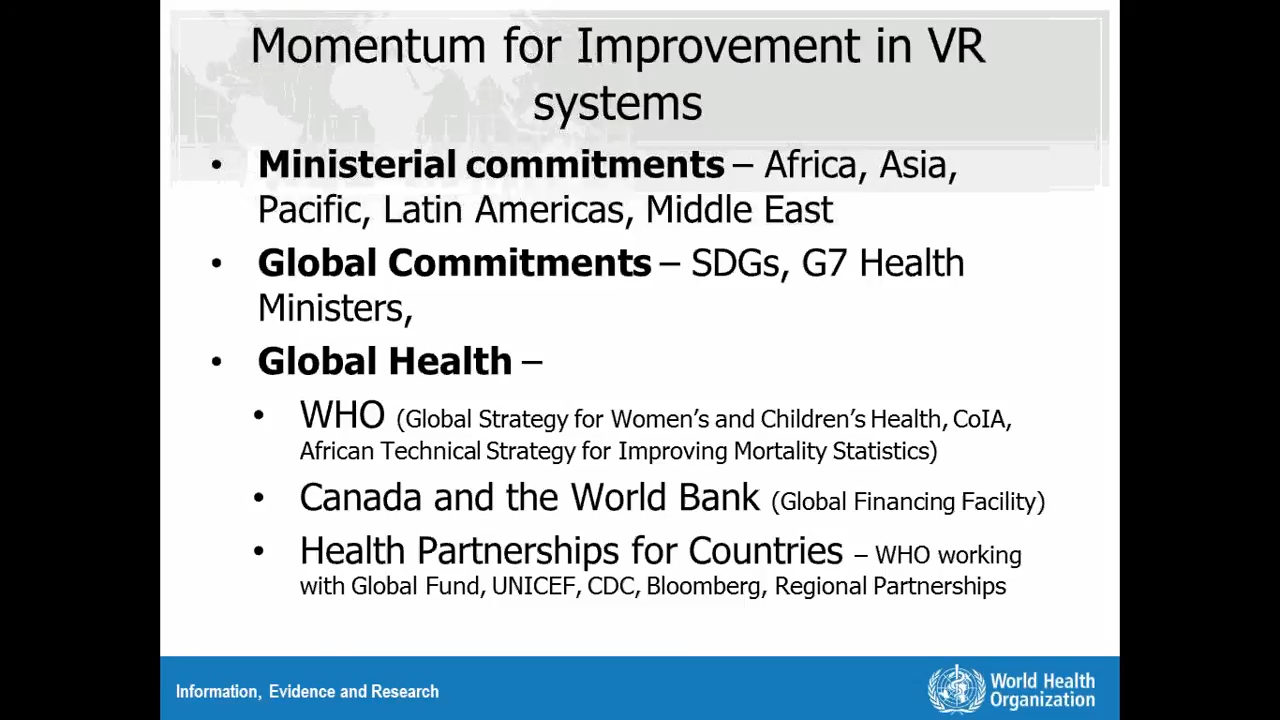 Momentum for Improvement in VR
systems
• Ministerial commitments – Africa, Asia,
Pacific, Latin Americas, Middle East
• Global Commitments – SDGs, G7 Health
Ministers,
• Global Health –
• WHO (Global Strategy for Women’s and Children’s Health, CoIA,
African Technical Strategy for Improving Mortality Statistics)
• Canada and the World Bank (Global Financing Facility)
• Health Partnerships for Countries – WHO working
with Global Fund, UNICEF, CDC, Bloomberg, Regional Partnerships
Information, Evidence and Research
World Health
Organization